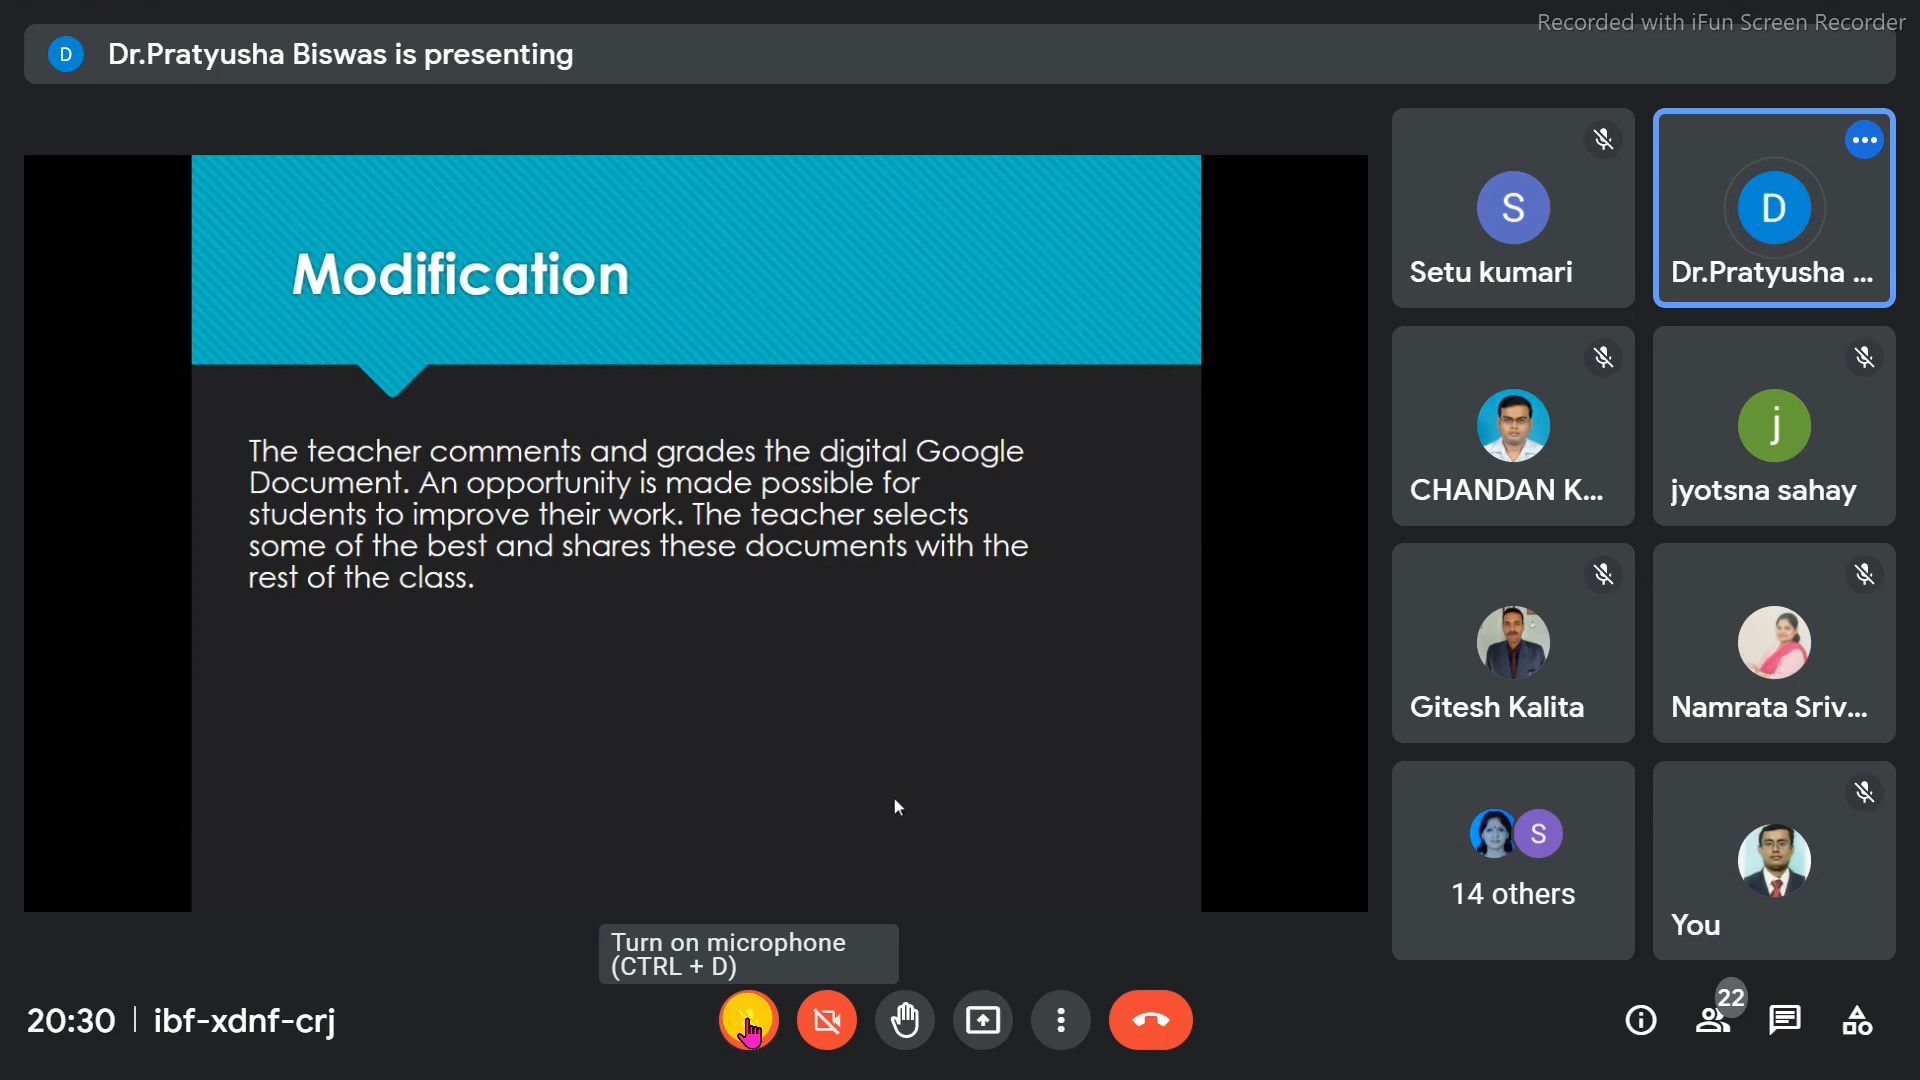 Recorded with iFun Screen Recorder
D
Dr.Pratyusha Biswas is presenting
Modification
The teacher comments and grades the digital Google
Document. An opportunity is made possible for
students to improve their work. The teacher selects
some of the best and shares these documents with the
rest of the class.
S
Setu kumari
D
Dr.Pratyusha ...
CHANDAN K...
j
jyotsna sahay
Gitesh Kalita
Namrata Sriv...
S
14 others
You
Turn on microphone
(CTRL + D)
20:30
ibf-xdnf-crj
22